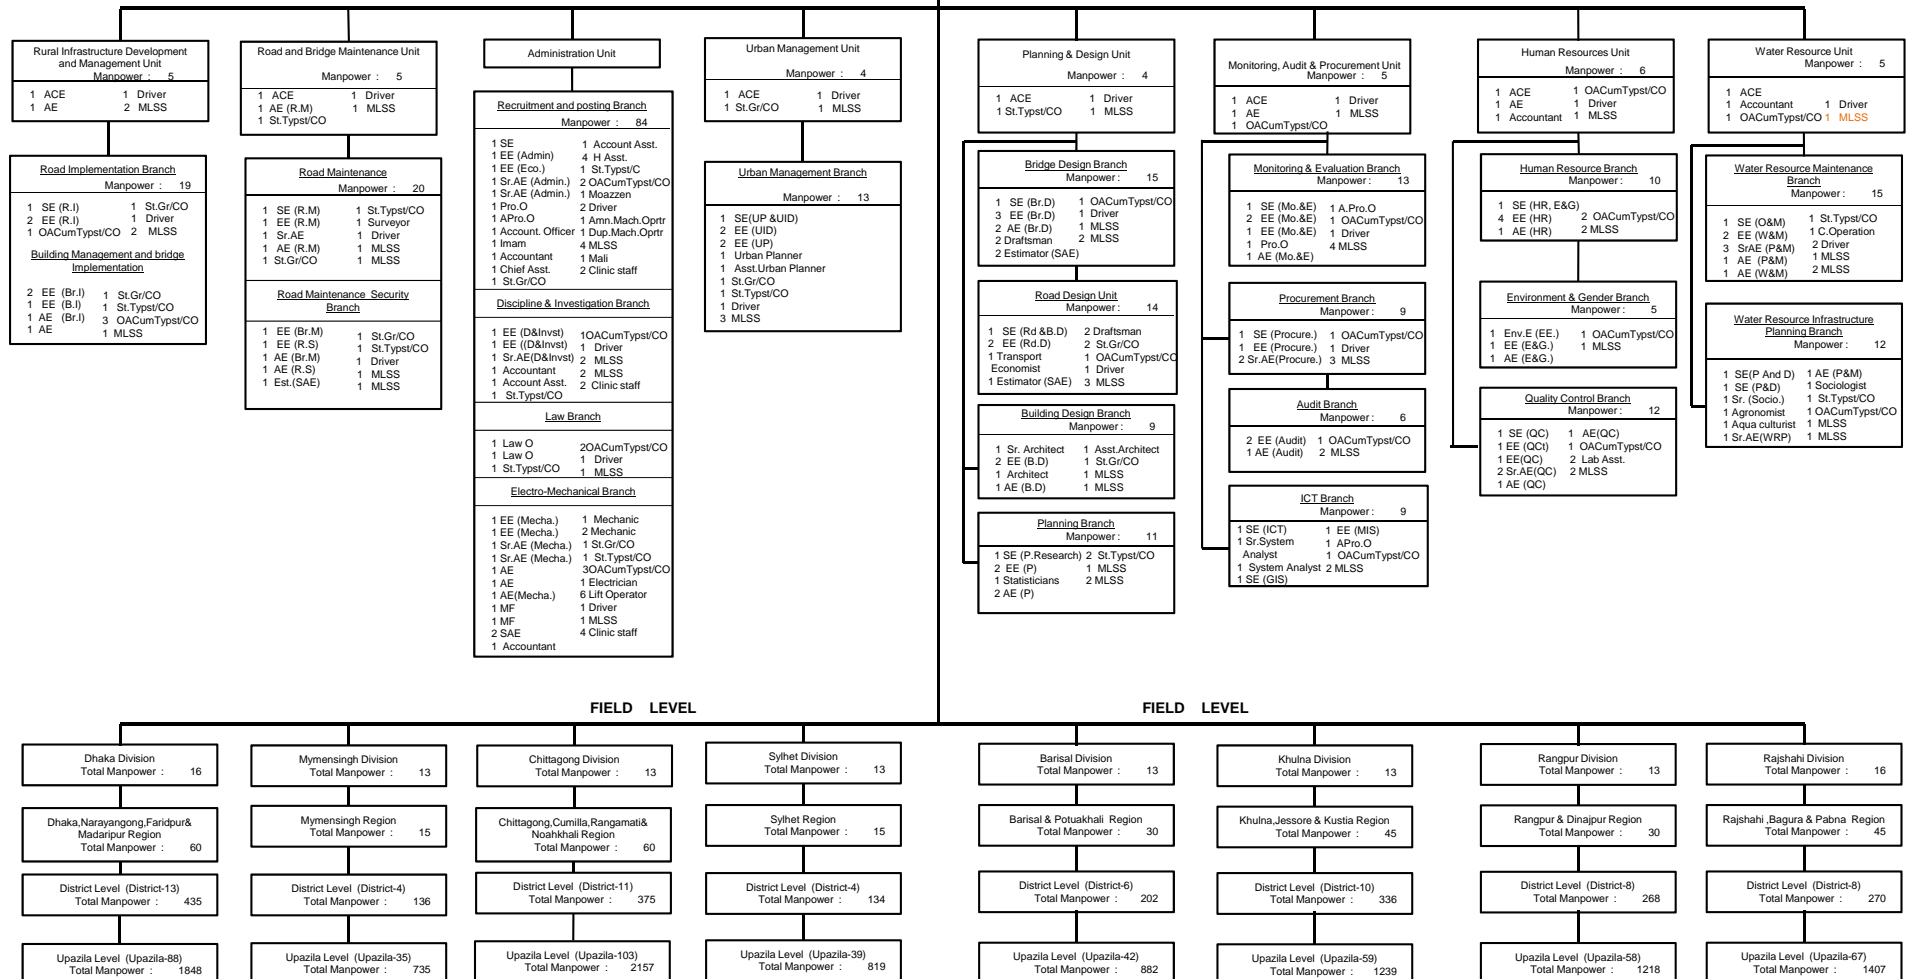 Rural Infrastructure Development
and Management Unit
Manpower : 5
1 ACE 1 Driver
1 AE 2 MLSS
Road Implementation Branch
Manpower : 19
1 SE (R.I) 1 St.Gr/CO
2 EE (R.I) 1 Driver
1 OACumTypst/CO 2 MLSS
Building Management and bridge
Implementation
2 EE (Br.I) 1 St.Gr/CO
1 EE (B.I) 1 St.Typst/CO
1 AE (Br.I) 3 OACumTypst/CO
1 AE 1 MLSS
Road and Bridge Maintenance Unit
Manpower : 5
1 ACE 1 Driver
1 AE (R.M) 1 MLSS
1 St.Typst/CO
Road Maintenance
Manpower : 20
1 SE (R.M) 1 St.Typst/CO
1 EE (R.M) 1 Surveyor
1 Sr.AE 1 Driver
1 AE (R.M) 1 MLSS
1 St.Gr/CO 1 MLSS
Road Maintenance Security
Branch
1 EE (Br.M) 1 St.Gr/CO
1 EE (R.S) 1 St.Typst/CO
1 AE (Br.M) 1 Driver
1 AE (R.S) 1 MLSS
1 Est.(SAE) 1 MLSS
Administration Unit
Recruitment and posting Branch
Manpower : 84
1 SE 1 Account Asst.
1 EE (Admin) 4 H Asst.
1 EE (Eco.) 1 St.Typst/C
1 Sr.AE (Admin.) 2 OACumTypst/CO
1 Sr.AE (Admin.) 1 Moazzen
1 Pro.O 2 Driver
1 APro.O 1 Amn.Mach.Oprtr
1 Account. Officer 1 Dup.Mach.Oprtr
1 Imam 4 MLSS
1 Accountant 1 Mali
1 Chief Asst. 2 Clinic staff
1 St.Gr/CO
Discipline & Investigation Branch
1 EE (D&Invst) 1OACumTypst/CO
1 EE ((D&Invst) 1 Driver
1 Sr.AE(D&Invst) 2 MLSS
1 Accountant 2 MLSS
1 Account Asst. 2 Clinic staff
1 St.Typst/CO
Law Branch
1 Law O 2OACumTypst/CO
1 Law O 1 Driver
1 St.Typst/CO 1 MLSS
Electro-Mechanical Branch
1 EE (Mecha.) 1 Mechanic
1 EE (Mecha.) 2 Mechanic
1 Sr.AE (Mecha.) 1 St.Gr/CO
1 Sr.AE (Mecha.) 1 St.Typst/CO
1 AE 3OACumTypst/CO
1 AE 1 Electrician
1 AE(Mecha.) 6 Lift Operator
1 MF 1 Driver
1 MF 1 MLSS
2 SAE 4 Clinic staff
1 Accountant
Urban Management Unit
Manpower : 4
1 ACE 1 Driver
1 St.Gr/CO 1 MLSS
Urban Management Branch
Manpower : 13
1 SE(UP &UID)
2 EE (UID)
2 EE (UP)
1 Urban Planner
1 Asst.Urban Planner
1 St.Gr/CO
1 St.Typst/CO
1 Driver
3 MLSS
Planning & Design Unit
Manpower : 4
1 ACE 1 Driver
1 St.Typst/CO 1 MLSS
Bridge Design Branch
Manpower : 15
1 SE (Br.D) 1 OACumTypst/CO
3 EE (Br.D) 1 Driver
2 AE (Br.D) 1 MLSS
2 Draftsman 2 MLSS
2 Estimator (SAE)
Road Design Unit
Manpower : 14
1 SE (Rd &B.D) 2 Draftsman
2 EE (Rd.D) 2 St.Gr/CO
1 Transport 1 OACumTypst/CO
Economist 1 Driver
1 Estimator (SAE) 3 MLSS
Building Design Branch
Manpower : 9
1 Sr. Architect 1 Asst.Architect
2 EE (B.D) 1 St.Gr/CO
1 Architect 1 MLSS
1 AE (B.D) 1 MLSS
Planning Branch
Manpower : 11
1 SE (P.Research) 2 St.Typst/CO
2 EE (P) 1 MLSS
1 Statisticians 2 MLSS
2 AE (P)
Monitoring, Audit & Procurement Unit
Manpower : 5
1 ACE 1 Driver
1 AE 1 MLSS
1 OACumTypst/CO
Monitoring & Evaluation Branch
Manpower : 13
1 SE (Mo.&E) 1 A.Pro.O
2 EE (Mo.&E) 1 OACumTypst/CO
1 EE (Mo.&E) 1 Driver
1 Pro.O 4 MLSS
1 AE (Mo.&E)
Procurement Branch
Manpower : 9
1 SE (Procure.) 1 OACumTypst/CO
1 EE (Procure.) 1 Driver
2 Sr.AE(Procure.) 3 MLSS
Audit Branch
Manpower : 6
2 EE (Audit) 1 OACumTypst/CO
1 AE (Audit) 2 MLSS
ICT Branch
Manpower : 9
1 SE (ICT) 1 EE (MIS)
1 Sr.System 1 APro.O
Analyst 1 OACumTypst/CO
1 System Analyst 2 MLSS
1 SE (GIS)
Human Resources Unit
Manpower : 6
1 ACE 1 OACumTypst/CO
1 AE 1 Driver
1 Accountant 1 MLSS
Human Resource Branch
Manpower : 10
1 SE (HR, E&G)
4 EE (HR) 2 OACumTypst/CO
1 AE (HR) 2 MLSS
Environment & Gender Branch
Manpower : 5
1 Env.E (EE.) 1 OACumTypst/CO
1 EE (E&G.) 1 MLSS
1 AE (E&G.)
Quality Control Branch
Manpower : 12
1 SE (QC) 1 AE(QC)
1 EE (QCt) 1 OACumTypst/CO
1 EE(QC) 2 Lab Asst.
2 Sr.AE(QC) 2 MLSS
1 AE (QC)
Water Resource Unit
Manpower : 5
1 ACE
1 Accountant 1 Driver
1 OACumTypst/CO 1 MLSS
Water Resource Maintenance
Branch
Manpower : 15
1 SE (O&M) 1 St.Typst/CO
2 EE (W&M) 1 C.Operation
3 SrAE (P&M) 2 Driver
1 AE (P&M) 1 MLSS
1 AE (W&M) 2 MLSS
Water Resource Infrastructure
Planning Branch
Manpower : 12
1 SE(P And D) 1 AE (P&M)
1 SE (P&D) 1 Sociologist
1 Sr. (Socio.) 1 St.Typst/CO
1 Agronomist 1 OACumTypst/CO
1 Aqua culturist 1 MLSS
1 Sr.AE(WRP) 1 MLSS
FIELD LEVEL
FIELD LEVEL
Dhaka Division
Total Manpower : 16
Dhaka,Narayangong,Faridpur&
Madaripur Region
Total Manpower : 60
District Level (District-13)
Total Manpower : 435
Upazila Level (Upazila-88)
Total Manpower : 1848
Mymensingh Division
Total Manpower : 13
Mymensingh Region
Total Manpower : 15
District Level (District-4)
Total Manpower : 136
Upazila Level (Upazila-35)
Total Manpower : 735
Chittagong Division
Total Manpower : 13
Chittagong,Cumilla,Rangamati&
Noahkhali Region
Total Manpower : 60
District Level (District-11)
Total Manpower : 375
Upazila Level (Upazila-103)
Total Manpower : 2157
Sylhet Division
Total Manpower : 13
Sylhet Region
Total Manpower : 15
District Level (District-4)
Total Manpower : 134
Upazila Level (Upazila-39)
Total Manpower : 819
Barisal Division
Total Manpower : 13
Barisal & Potuakhali Region
Total Manpower : 30
District Level (District-6)
Total Manpower : 202
Upazila Level (Upazila-42)
Total Manpower : 882
Khulna Division
Total Manpower : 13
Khulna,Jessore & Kustia Region
Total Manpower : 45
District Level (District-10)
Total Manpower : 336
Upazila Level (Upazila-59)
Total Manpower : 1239
Rangpur Division
Total Manpower : 13
Rangpur & Dinajpur Region
Total Manpower : 30
District Level (District-8)
Total Manpower : 268
Upazila Level (Upazila-58)
Total Manpower : 1218
Rajshahi Division
Total Manpower : 16
Rajshahi ,Bagura & Pabna Region
Total Manpower : 45
District Level (District-8)
Total Manpower : 270
Upazila Level (Upazila-67)
Total Manpower : 1407